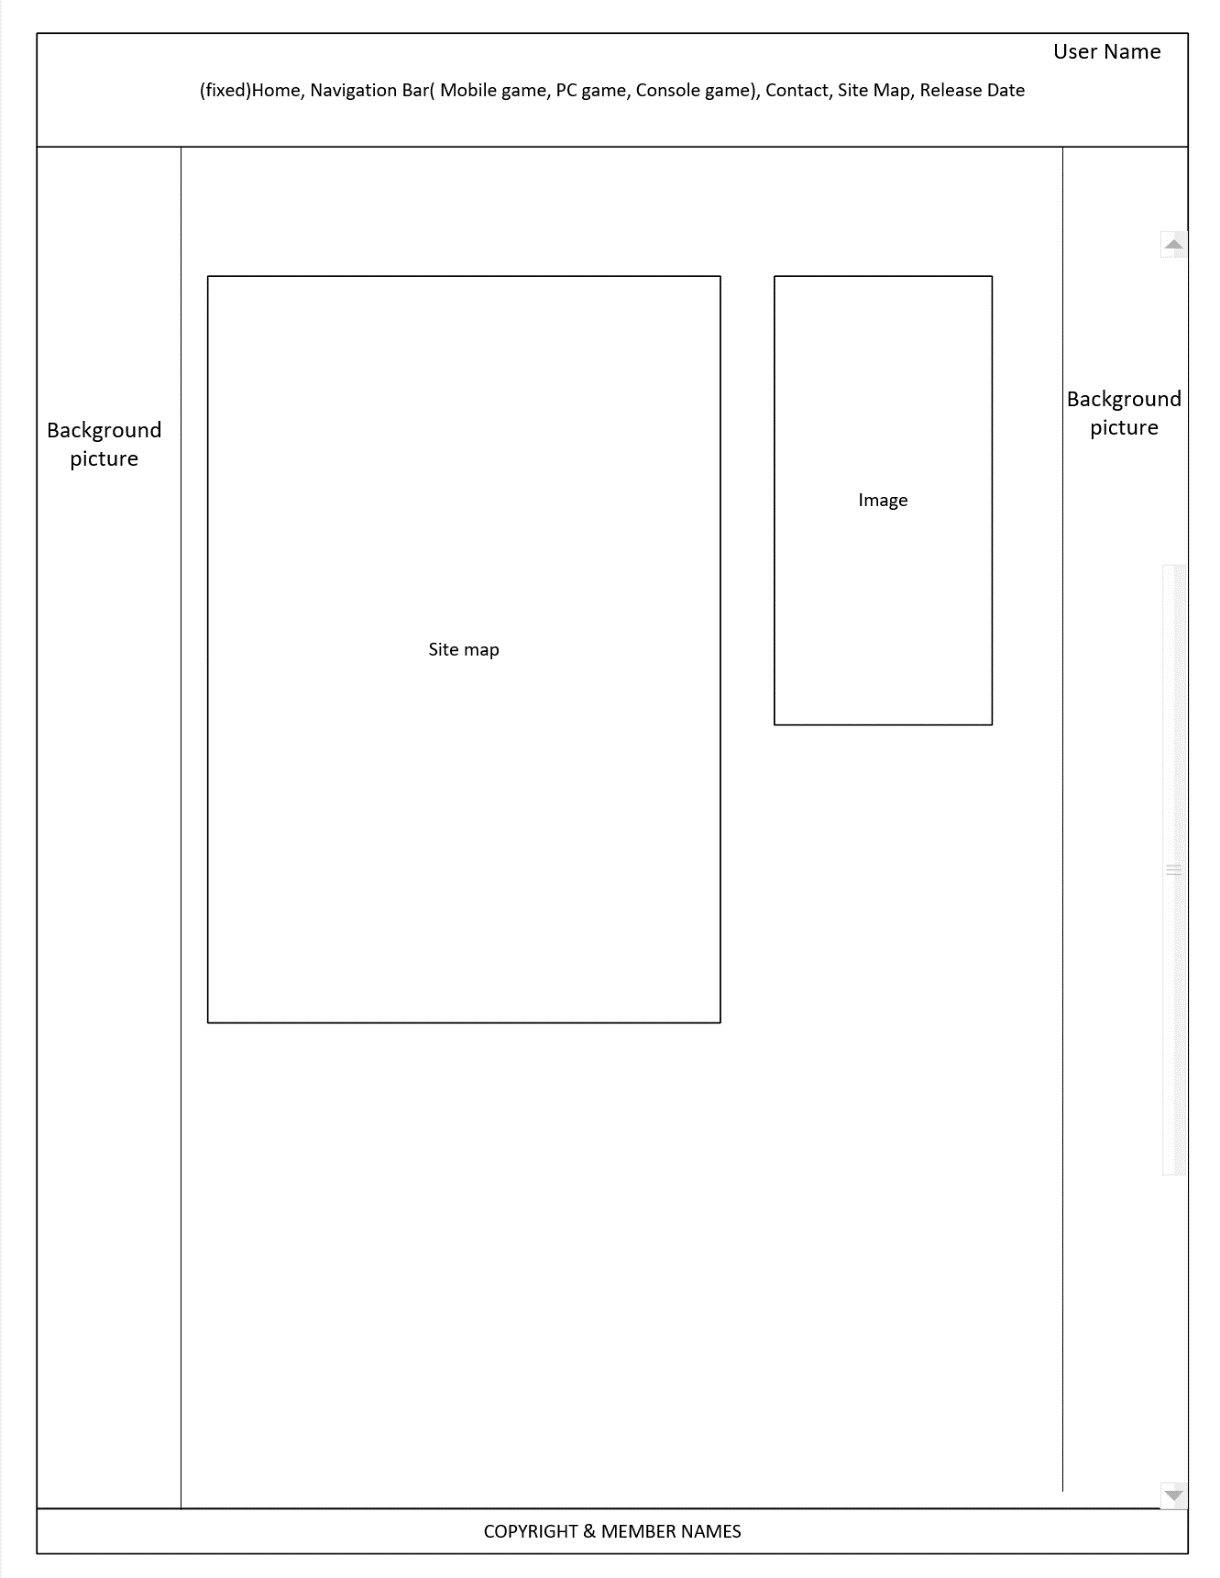 User Name
(fixed)Home, Navigation Bar( Mobile game, PC game, Console game), Contact, Site Map, Release Date
Background
picture
Site map
Image
Background
picture
COPYRIGHT & MEMBER NAMES